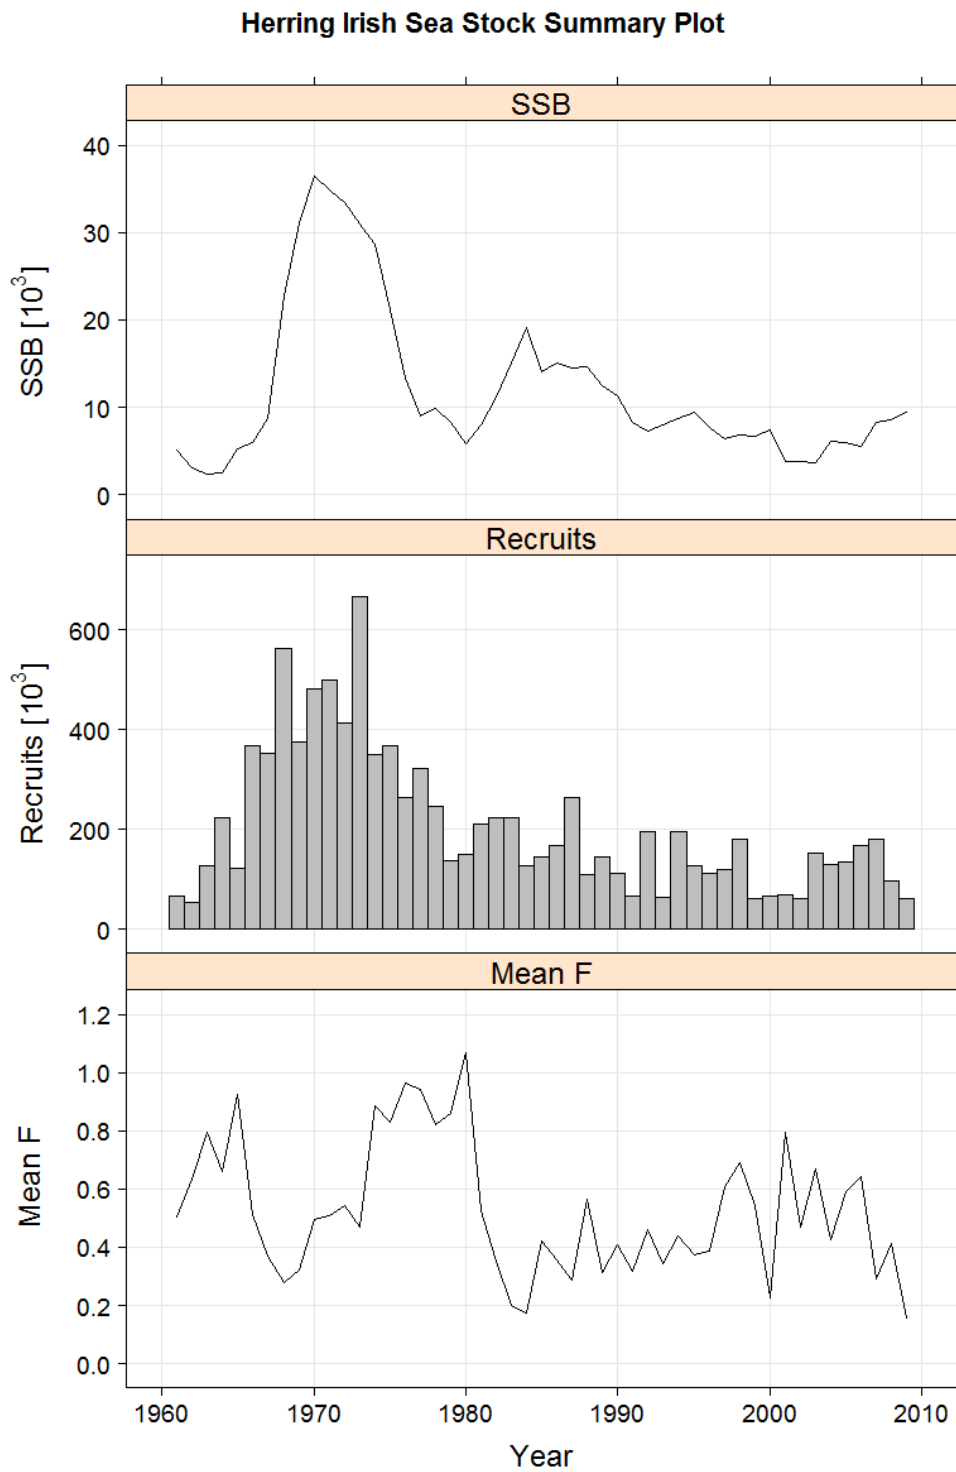 Herring Irish Sea Stock Summary Plot
SSB
SSB [10³]
40
30
20
10
0
Recruits
Recruits [10³]
600
400
200
0
Mean F
Mean F
1.2
1.0
0.8
0.6
0.4
0.2
0.0
1960 1970 1980 1990 2000 2010
Year